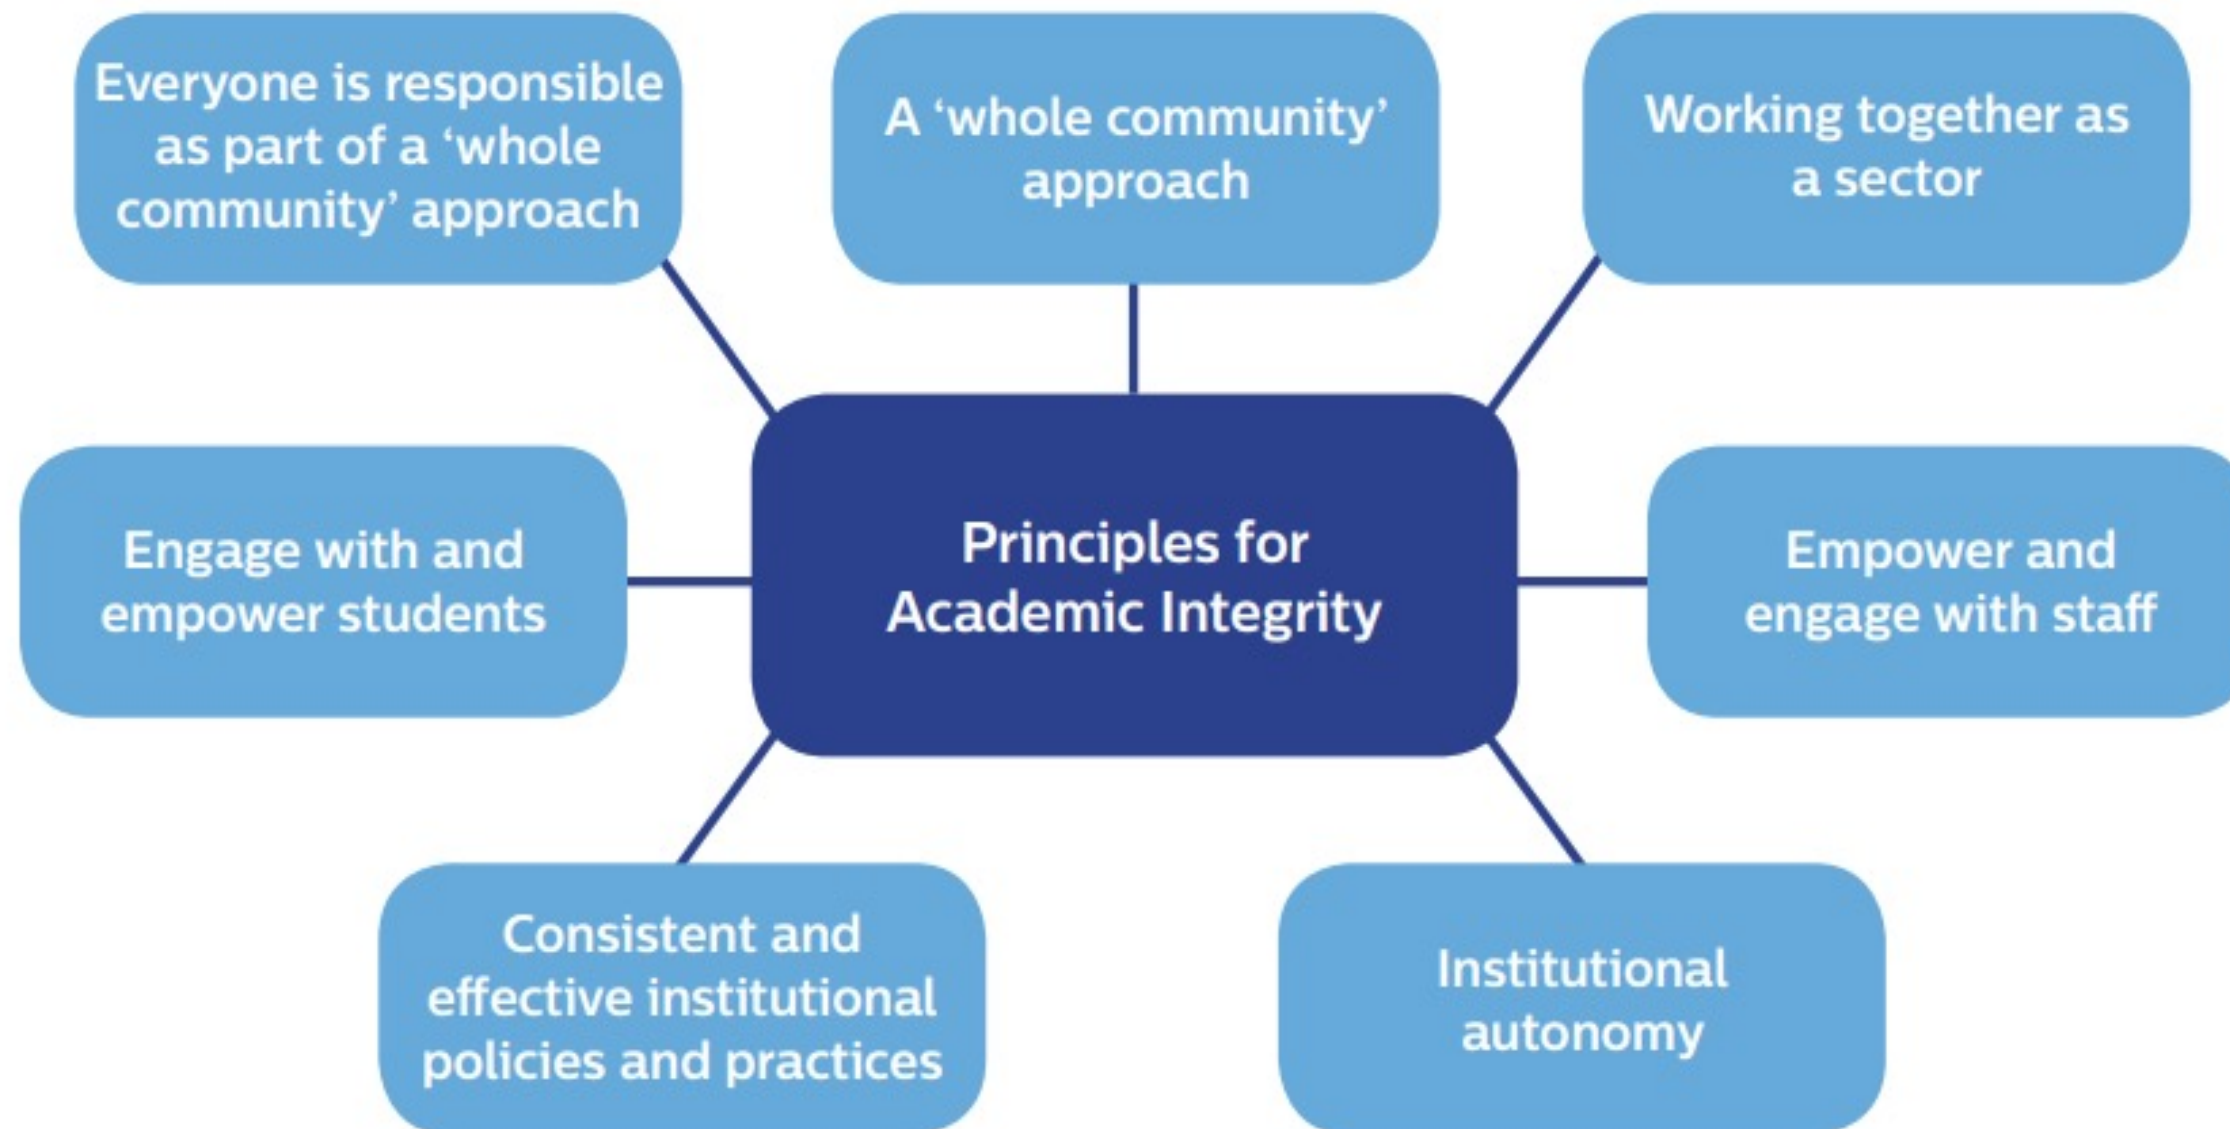 Everyone is responsible
as part of a ‘whole
community’ approach
A ‘whole community’
approach
Working together as
a sector
Engage with and
empower students
Principles for
Academic Integrity
Empower and
engage with staff
Consistent and
effective institutional
policies and practices
Institutional
autonomy